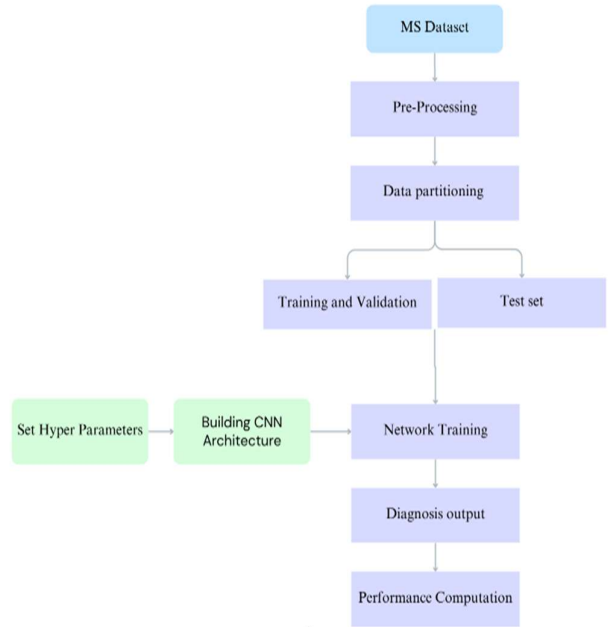 MS Dataset
Pre-Processing
Data partitioning
Training and Validation
Test set
Set Hyper Parameters
Building CNN
Architecture
Network Training
Diagnosis output
Performance Computation